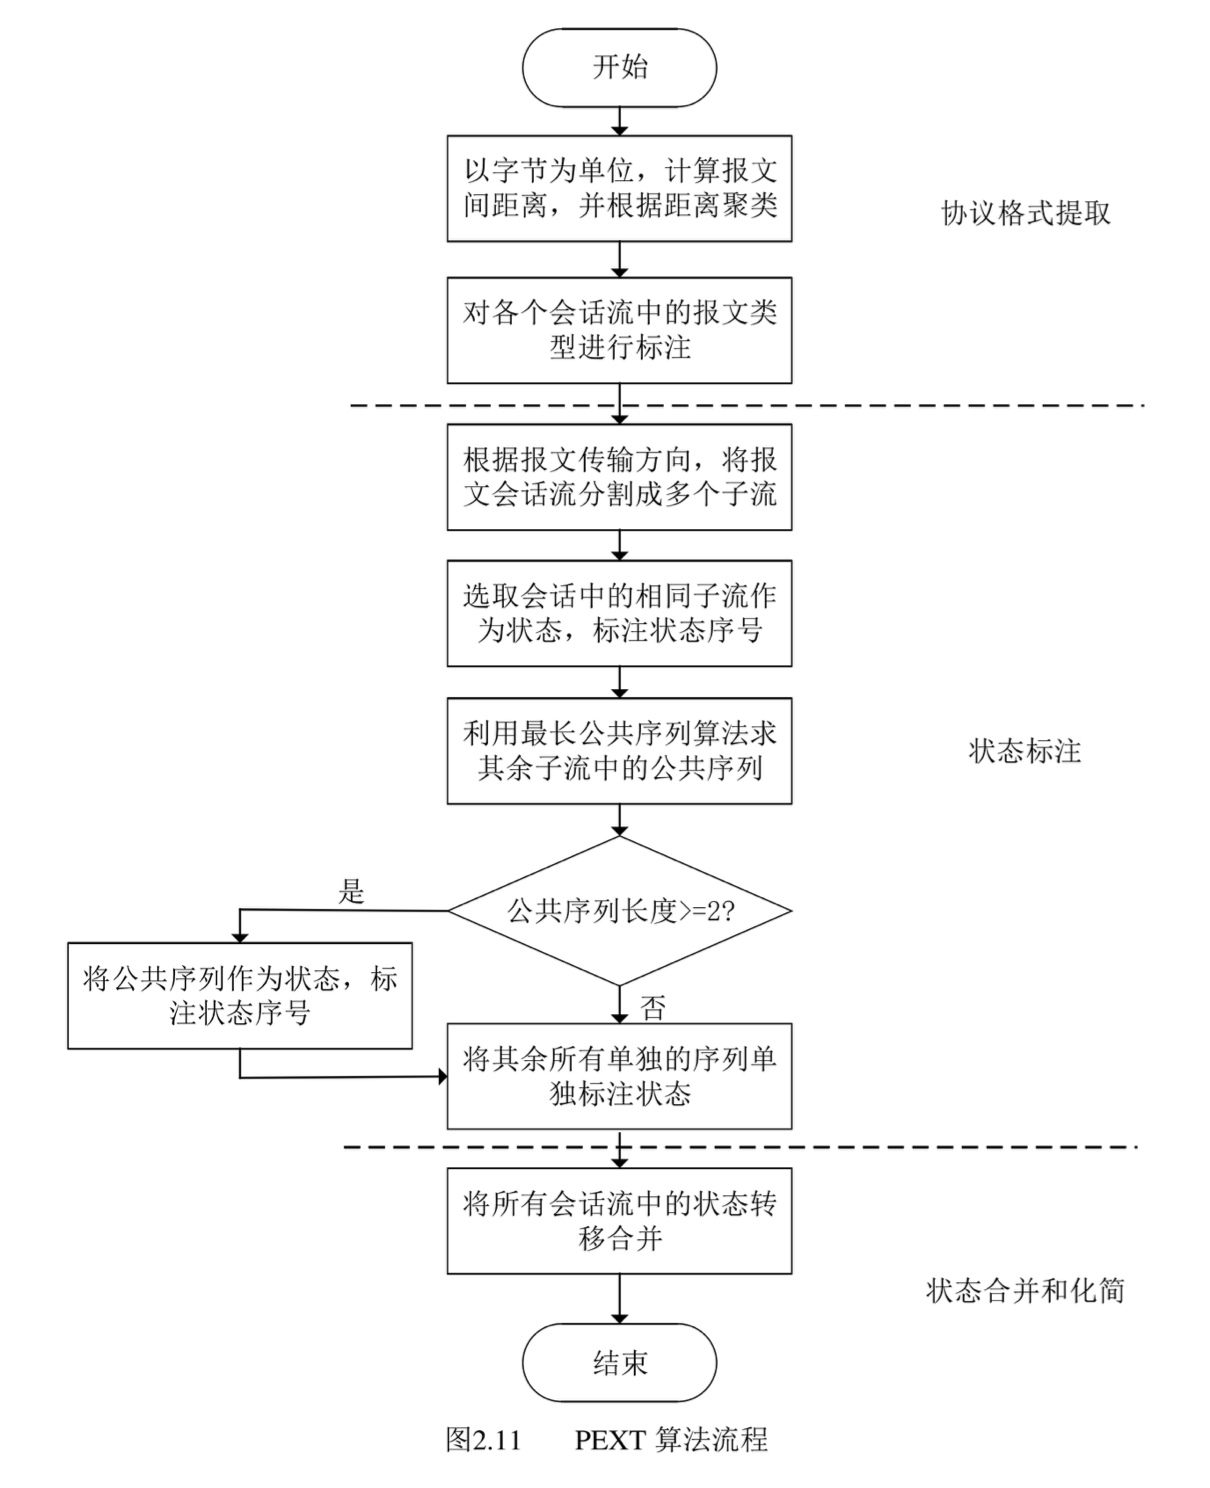 开始
以字节为单位，计算报文
间距离，并根据距离聚类
协议格式提取
对各个会话流中的报文类
型进行标注
根据报文传输方向，将报
文会话流分割成多个子流
选取会话中的相同子流作
为状态，标注状态序号
利用最长公共序列算法求
其余子流中的公共序列
状态标注
公共序列长度>=2?
是
将公共序列作为状态，标
注状态序号
否
将其余所有单独的序列单
独标注状态
将所有会话流中的状态转
移合并
状态合并和化简
结束
图2.11 PEXT 算法流程